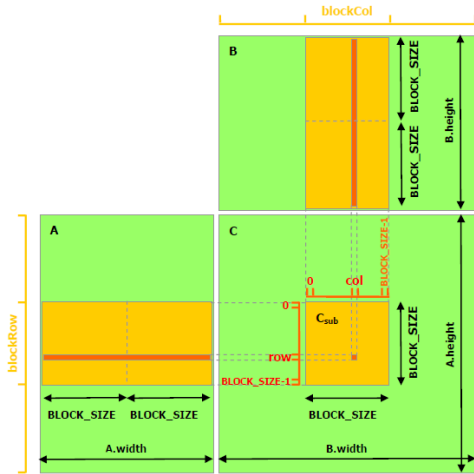 blockCol
B
BLOCK_SIZE
BLOCK_SIZE
B.height
A
C
BLOCK_SIZE-1
0
col
blockRow
0
C_sub
row
BLOCK_SIZE-1
BLOCK_SIZE
A.height
BLOCK_SIZE
BLOCK_SIZE
BLOCK_SIZE
A.width
B.width